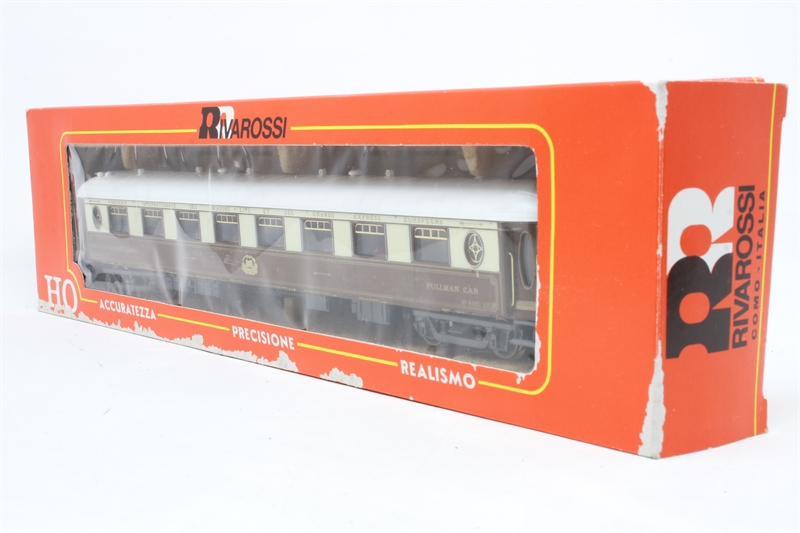 RIVAROSSI
PULLMAN CAR
HO
ACCURATEZZA
PRECISIONE
REALISMO
RR
RIVAROSSI
COMO - ITALIA